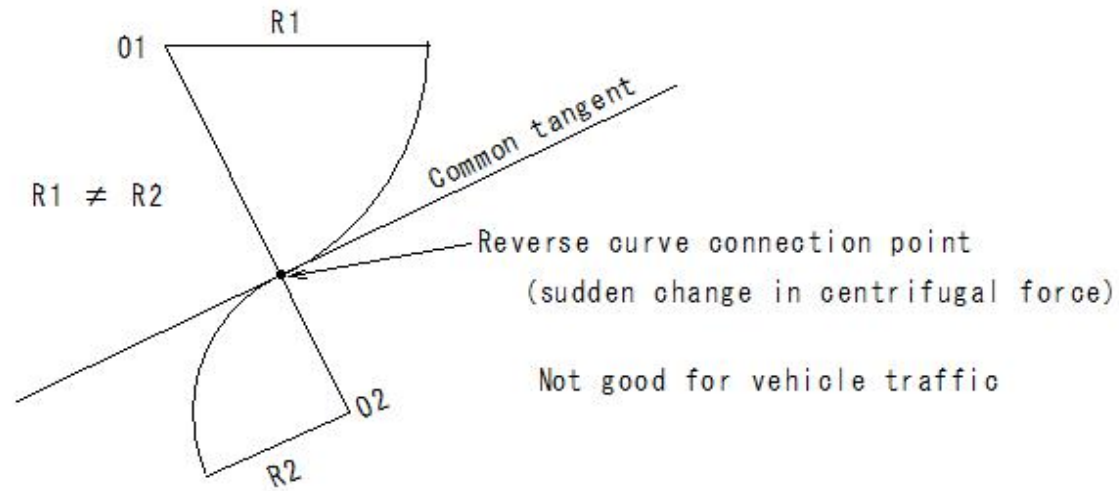 R1
O1
Common tangent
R1 ≠ R2
Reverse curve connection point
(sudden change in centrifugal force)
Not good for vehicle traffic
O2
R2